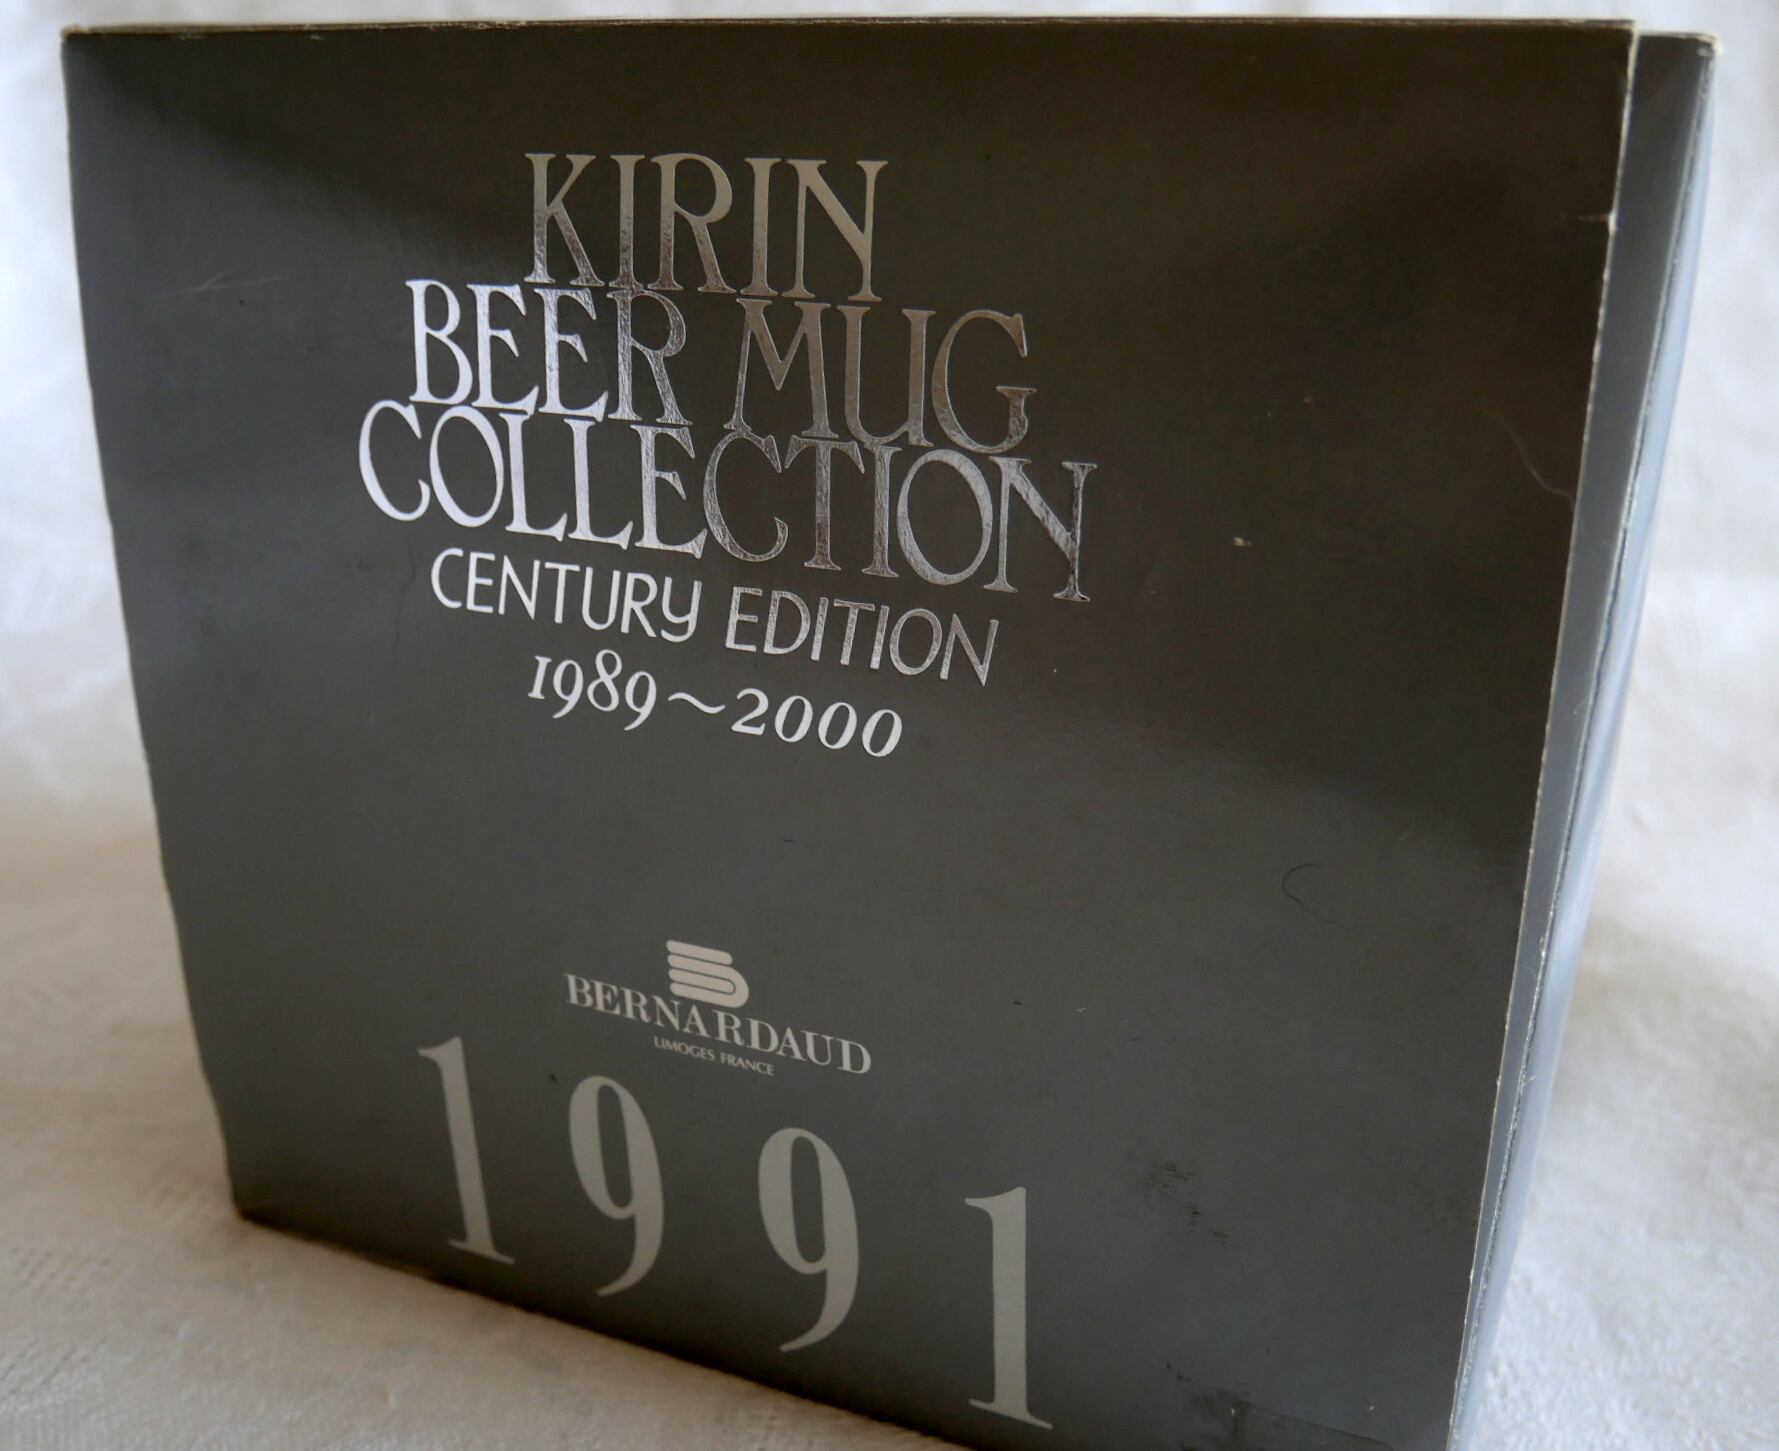 KIRIN
BEER MUG
COLLECTION
CENTURY EDITION
1989~2000
BERNARDAUD
LIMOGES FRANCE
1991